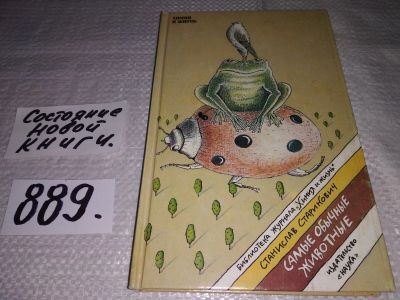 Состояние
новой
книги.
889.
ХИМИЯ И ЖИЗНЬ
БИБЛИОТЕКА ЖУРНАЛА „ХИМИЯ И ЖИЗНЬ“
СТАНИСЛАВ СТАРИКОВИЧ
САМЫЕ ОБЫЧНЫЕ
ЖИВОТНЫЕ
ИЗДАТЕЛЬСТВО
«НАУКА»